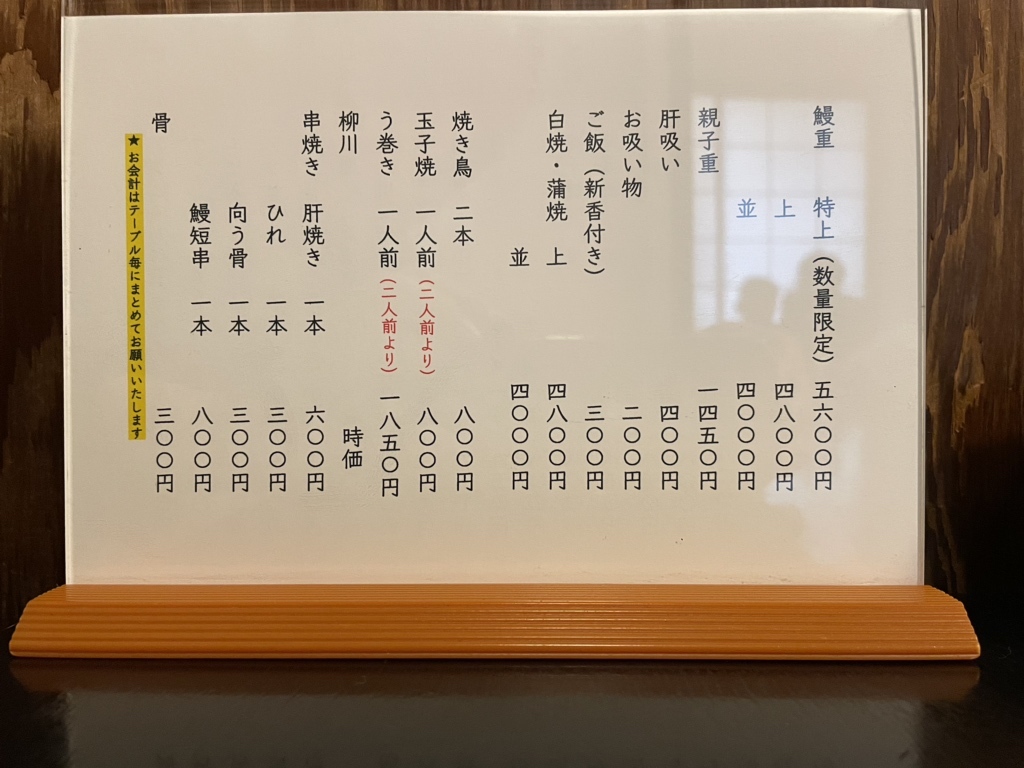 鰻重 特上（数量限定） 五六〇〇円
上 四八〇〇円
並 四〇〇〇円
親子重 一四五〇円
肝吸い 四〇〇円
お吸い物 二〇〇円
ご飯（新香付き） 三〇〇円
白焼・蒲焼 上 四八〇〇円
並 四〇〇〇円
焼き鳥 二本 八〇〇円
玉子焼 一人前（二人前より） 八〇〇円
う巻き 一人前（二人前より） 一八五〇円
柳川 時価
串焼き 肝焼き 一本 六〇〇円
ひれ 一本 三〇〇円
向う骨 一本 三〇〇円
鰻短串 一本 八〇〇円
骨 三〇〇円
★お会計はテーブル毎にまとめてお願いいたします